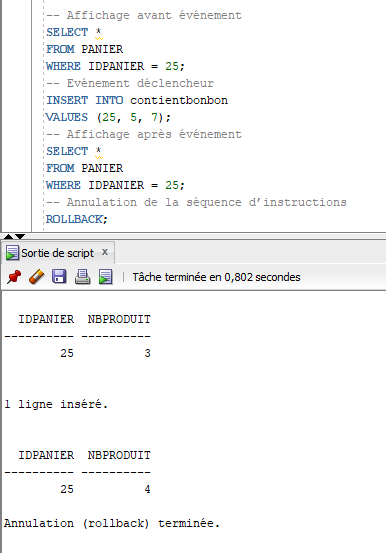 -- Affichage avant événement
SELECT *
FROM PANIER
WHERE IDPANIER = 25;
-- Evénement déclencheur
INSERT INTO contientbonbon
VALUES (25, 5, 7);
-- Affichage après événement
SELECT *
FROM PANIER
WHERE IDPANIER = 25;
-- Annulation de la séquence d’instructions
ROLLBACK;
Sortie de script x
Tâche terminée en 0,802 secondes
IDPANIER NBPRODUIT
---------- ----------
25 3
1 ligne inséré.
IDPANIER NBPRODUIT
---------- ----------
25 4
Annulation (rollback) terminée.